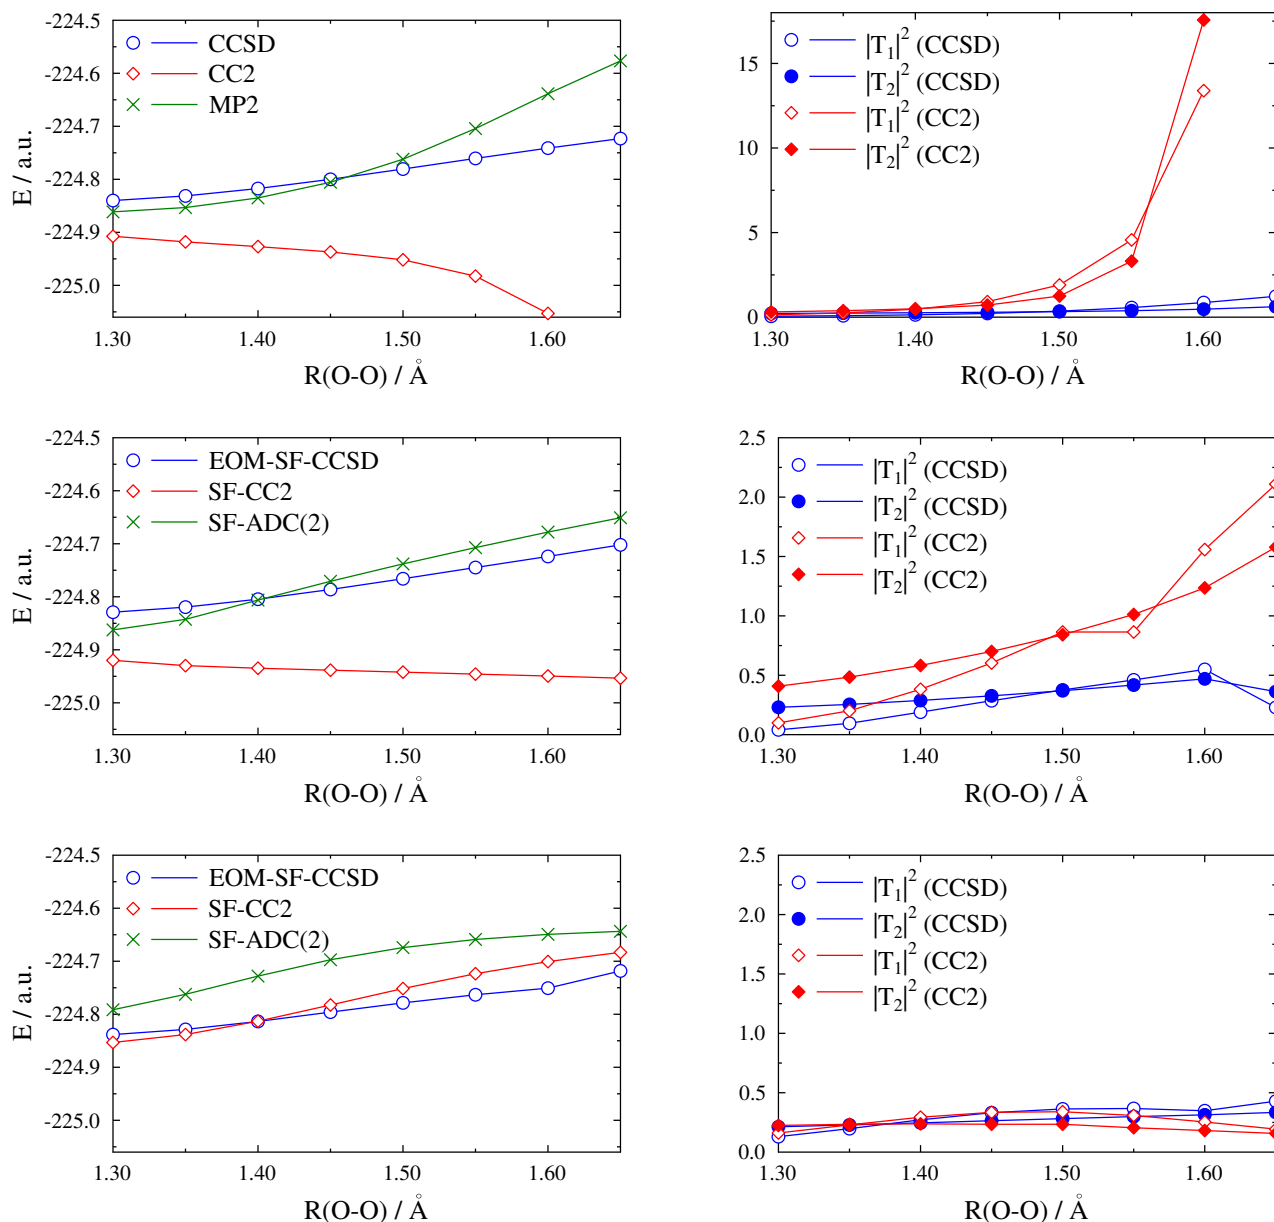 E / a.u.
-224.5
-224.6
-224.7
-224.8
-224.9
-225.0
CCSD
CC2
MP2
1.30
1.40
1.50
1.60
R(O-O) / Å
15
10
5
0
|T1|^2 (CCSD)
|T2|^2 (CCSD)
|T1|^2 (CC2)
|T2|^2 (CC2)
1.30
1.40
1.50
1.60
R(O-O) / Å
E / a.u.
-224.5
-224.6
-224.7
-224.8
-224.9
-225.0
EOM-SF-CCSD
SF-CC2
SF-ADC(2)
1.30
1.40
1.50
1.60
R(O-O) / Å
2.5
2.0
1.5
1.0
0.5
0.0
|T1|^2 (CCSD)
|T2|^2 (CCSD)
|T1|^2 (CC2)
|T2|^2 (CC2)
1.30
1.40
1.50
1.60
R(O-O) / Å
E / a.u.
-224.5
-224.6
-224.7
-224.8
-224.9
-225.0
EOM-SF-CCSD
SF-CC2
SF-ADC(2)
1.30
1.40
1.50
1.60
R(O-O) / Å
2.5
2.0
1.5
1.0
0.5
0.0
|T1|^2 (CCSD)
|T2|^2 (CCSD)
|T1|^2 (CC2)
|T2|^2 (CC2)
1.30
1.40
1.50
1.60
R(O-O) / Å